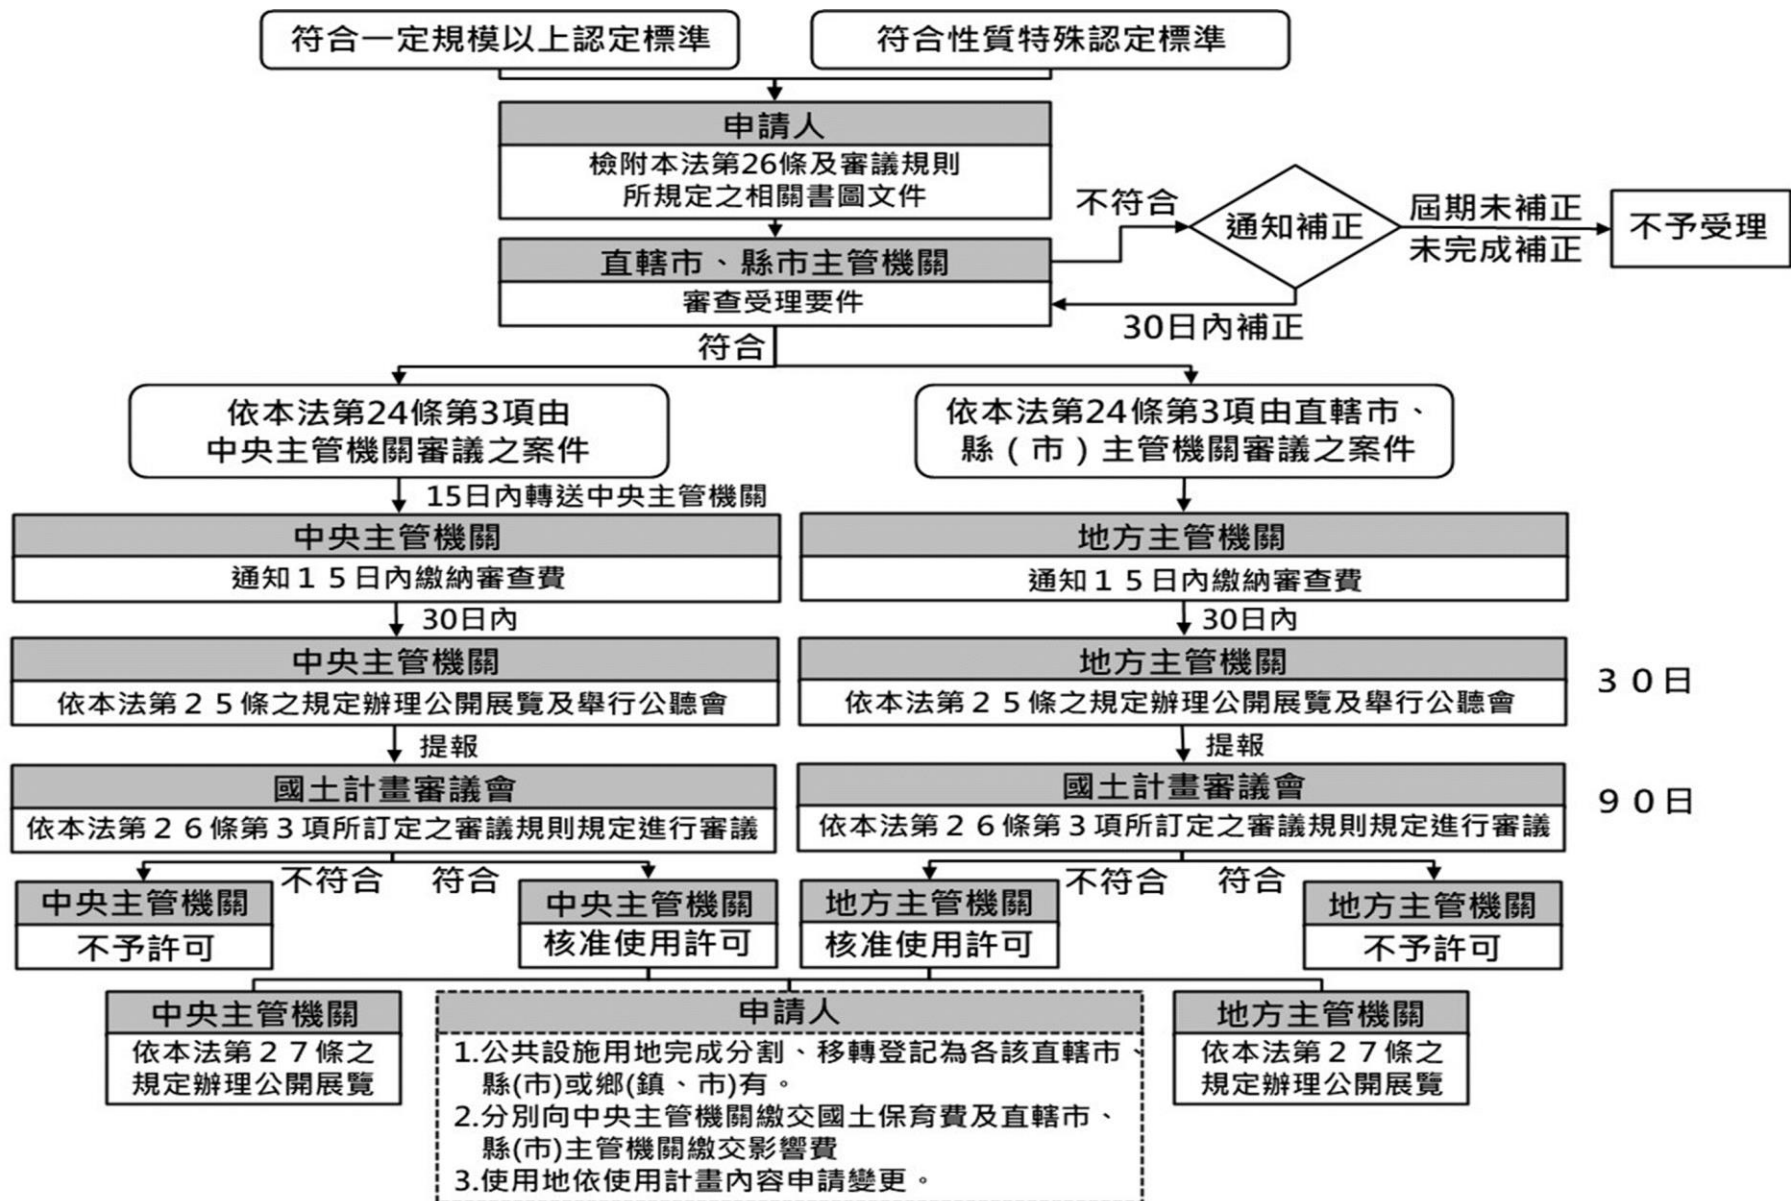 符合一定規模以上認定標準
符合性質特殊認定標準
申請人
檢附本法第26條及審議規則
所規定之相關書圖文件
直轄市、縣市主管機關
審查受理要件
不符合
通知補正
屆期未補正
未完成補正
不予受理
30日內補正
符合
依本法第24條第3項由
中央主管機關審議之案件
依本法第24條第3項由直轄市、
縣（市）主管機關審議之案件
15日內轉送中央主管機關
中央主管機關
通知15日內繳納審查費
地方主管機關
通知15日內繳納審查費
30日內
30日內
中央主管機關
依本法第25條之規定辦理公開展覽及舉行公聽會
地方主管機關
依本法第25條之規定辦理公開展覽及舉行公聽會
30日
提報
提報
國土計畫審議會
依本法第26條第3項所訂定之審議規則規定進行審議
國土計畫審議會
依本法第26條第3項所訂定之審議規則規定進行審議
90日
不符合
符合
不符合
符合
中央主管機關
不予許可
中央主管機關
核准使用許可
地方主管機關
核准使用許可
地方主管機關
不予許可
中央主管機關
依本法第27條之
規定辦理公開展覽
申請人
1.公共設施用地完成分割、移轉登記為各該直轄市、
縣(市)或鄉(鎮、市)有。
2.分別向中央主管機關繳交國土保育費及直轄市、
縣(市)主管機關繳交影響費
3.使用地依使用計畫內容申請變更。
地方主管機關
依本法第27條之
規定辦理公開展覽